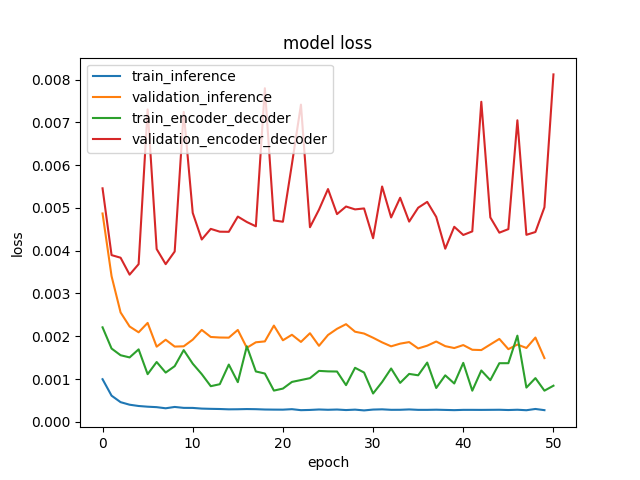 model loss
train_inference
validation_inference
train_encoder_decoder
validation_encoder_decoder
0.008
0.007
0.006
0.005
0.004
0.003
0.002
0.001
0.000
loss
0 10 20 30 40 50
epoch